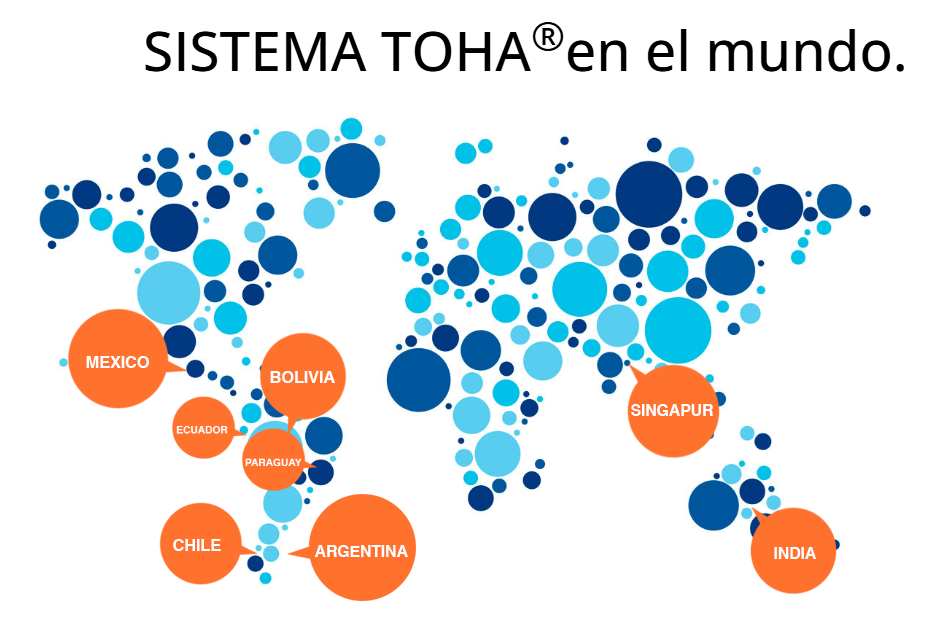 SISTEMA TOHA® en el mundo.
MEXICO
BOLIVIA
ECUADOR
PARAGUAY
SINGAPUR
CHILE
ARGENTINA
INDIA